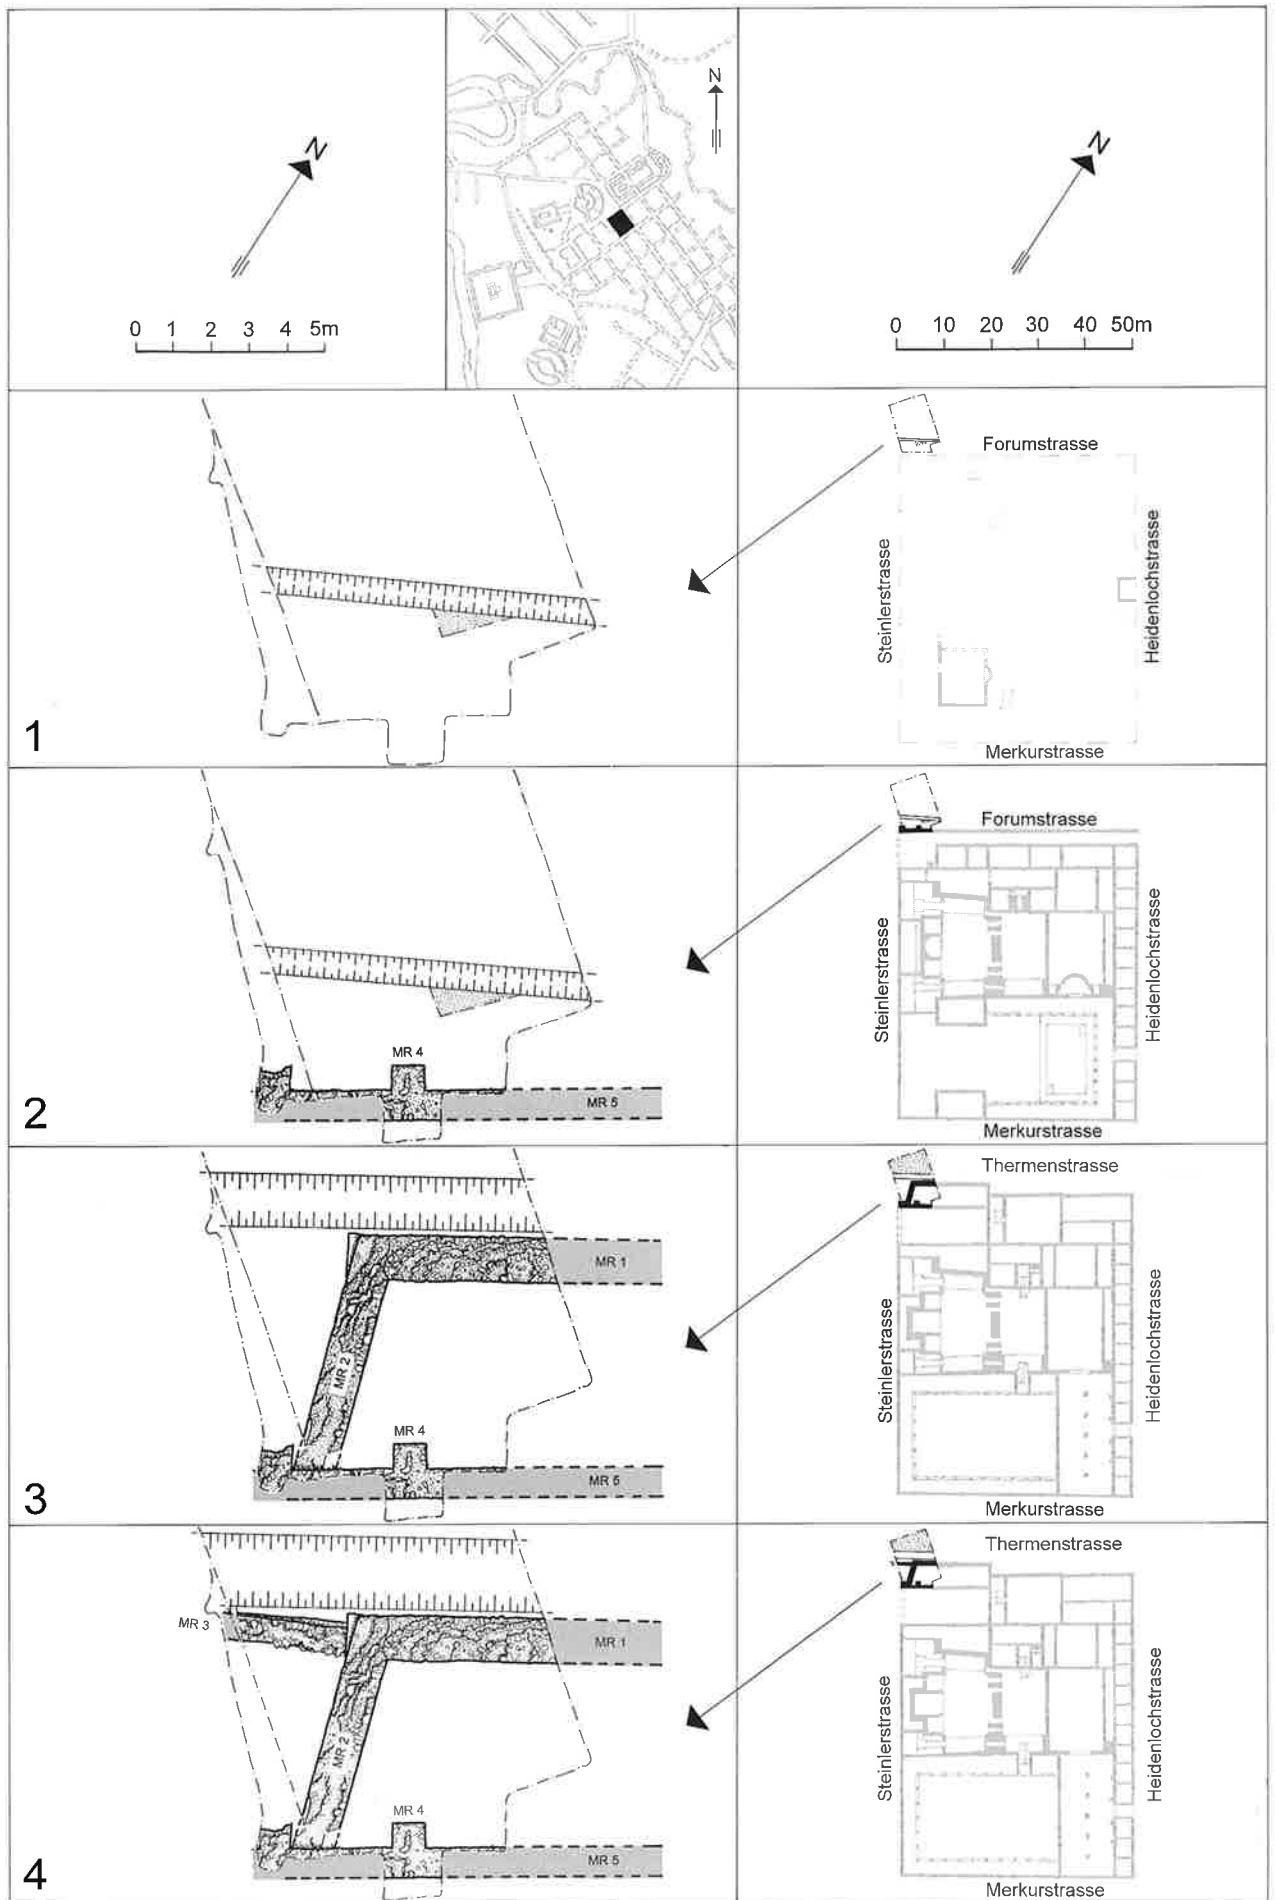 N
N
N
0 1 2 3 4 5m
0 10 20 30 40 50m
Forumstrasse
Steinlerstrasse
Heidenlochstrasse
1
Merkurstrasse
Forumstrasse
Steinlerstrasse
Heidenlochstrasse
MR 4
MR 5
2
Merkurstrasse
Thermenstrasse
MR 1
MR 2
Steinlerstrasse
Heidenlochstrasse
MR 4
MR 5
3
Merkurstrasse
Thermenstrasse
MR 3
MR 1
MR 2
Steinlerstrasse
Heidenlochstrasse
MR 4
MR 5
4
Merkurstrasse